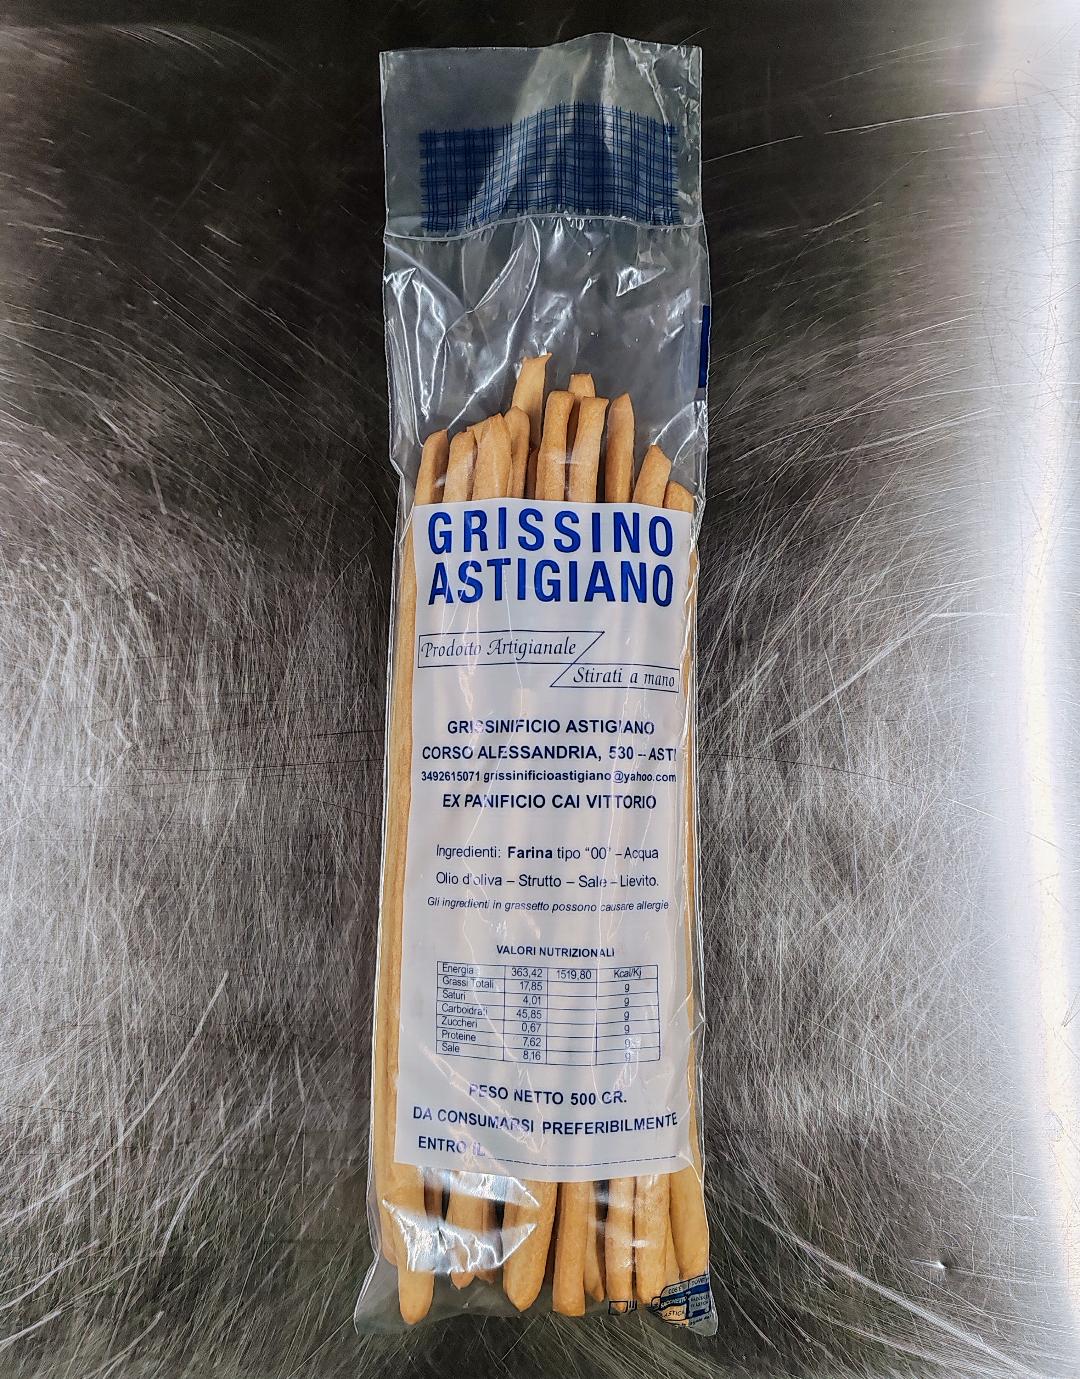 GRISSINO
ASTIGIANO
Prodotto Artigianale
Stirati a mano
GRISSINIFICIO ASTIGIANO
CORSO ALESSANDRIA, 530 – ASTI
3492615071 grissinificioastigiano@yahoo.com
EX PANIFICIO CAI VITTORIO
Ingredienti: Farina tipo "00" – Acqua
Olio d'oliva – Strutto – Sale – Lievito.
Gli ingredienti in grassetto possono causare allergie
VALORI NUTRIZIONALI
Energia 363,42 1519,80 Kcal/Kj
Grassi Totali 17,85 g
Saturi 4,01 g
Carboidrati 45,85 g
Zuccheri 0,67 g
Proteine 7,62 g
Sale 8,16 g
PESO NETTO 500 GR.
DA CONSUMARSI PREFERIBILMENTE
ENTRO IL